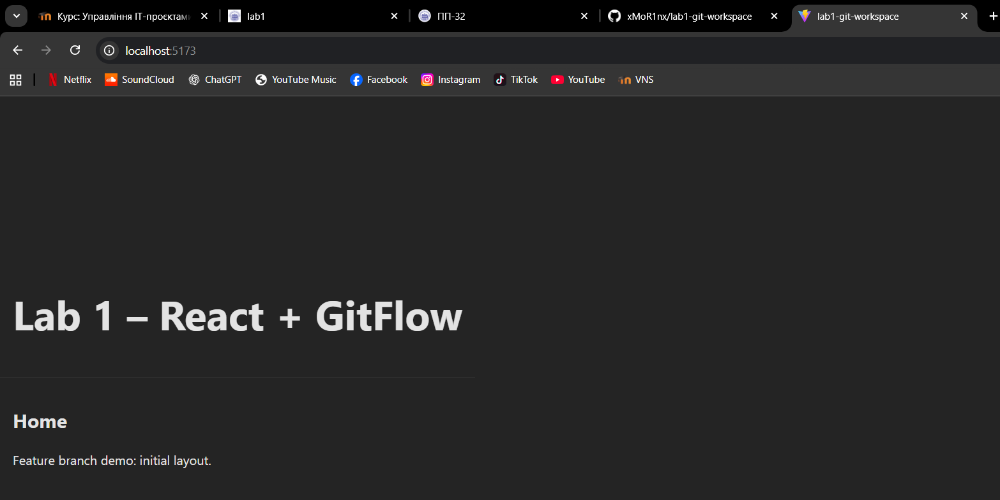 Курс: Управління ІТ-проєктами
lab1
ПП-32
xMoR1nx/lab1-git-workspace
lab1-git-workspace
localhost:5173
Netflix SoundCloud ChatGPT YouTube Music Facebook Instagram TikTok YouTube VNS
Lab 1 – React + GitFlow
Home
Feature branch demo: initial layout.